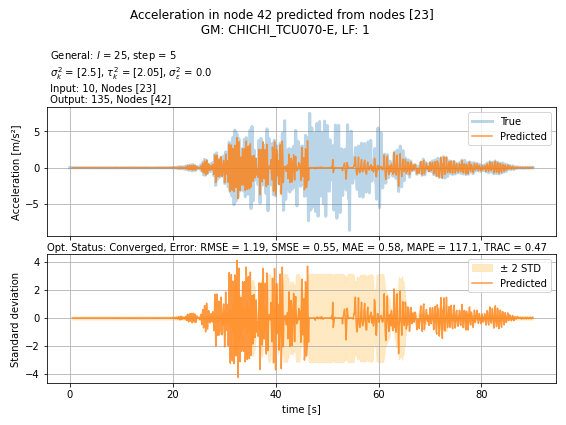 Acceleration in node 42 predicted from nodes [23]
GM: CHICHI_TCU070-E, LF: 1
General: l = 25, step = 5
σ²ₖ = [2.5], τ²ₖ = [2.05], σ²ε = 0.0
Input: 10, Nodes [23]
Output: 135, Nodes [42]
Acceleration [m/s²]
5
0
−5
True
Predicted
Opt. Status: Converged, Error: RMSE = 1.19, SMSE = 0.55, MAE = 0.58, MAPE = 117.1, TRAC = 0.47
Standard deviation
4
2
0
−2
−4
± 2 STD
Predicted
0 20 40 60 80
time [s]